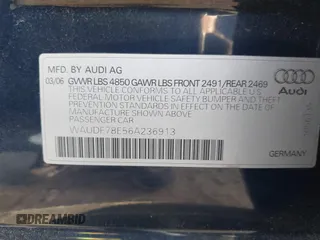 MFD. BY AUDI AG
03/06 GVWR LBS 4850 GAWR LBS FRONT 2491/REAR 2469
THIS VEHICLE CONFORMS TO ALL APPLICABLE
FEDERAL MOTOR VEHICLE SAFETY BUMPER AND THEFT
PREVENTION STANDARDS IN EFFECT ON THE DATE OF
MANUFACTURE SHOWN ABOVE
PASSENGER CAR
WAUDF78E56A236913
Audi
GERMANY
DREAMBID